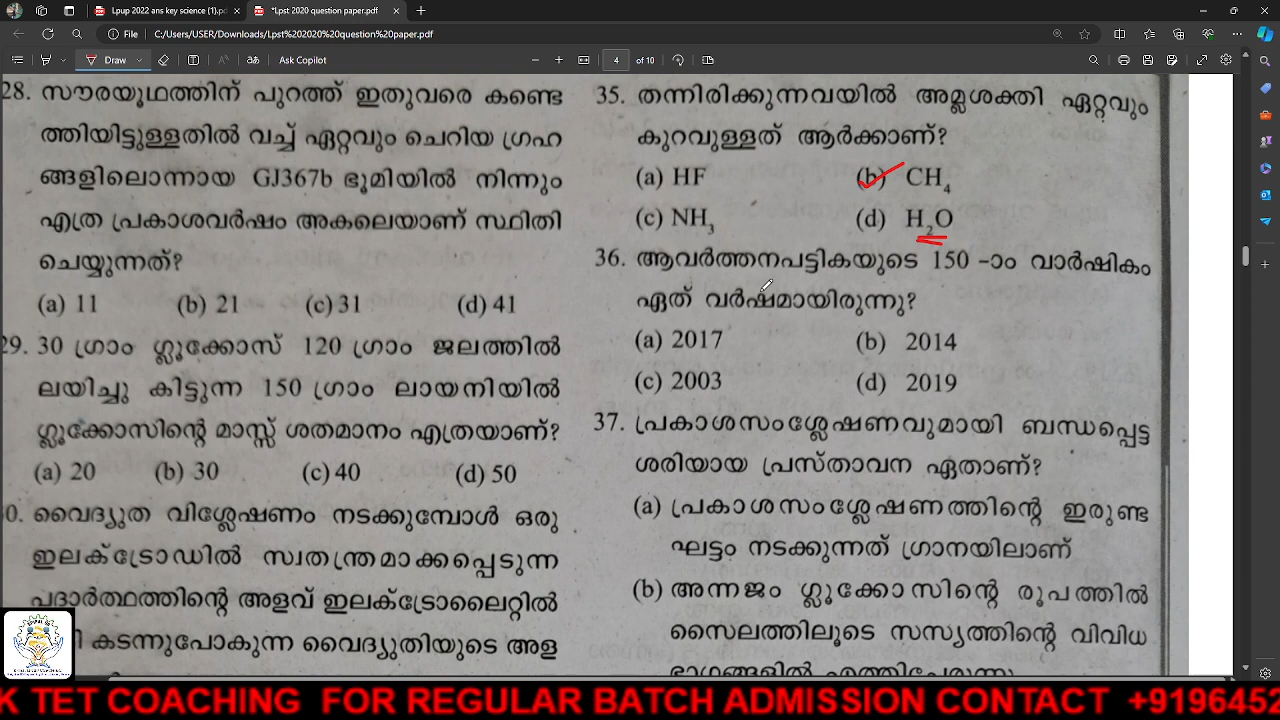 Lpup 2022 ans key science (1).pd
*Lpst 2020 question paper.pdf
File
C:/Users/USER/Downloads/Lpst%202020%20question%20paper.pdf
Draw
Ask Copilot
4 of 10
28. സൗരയൂഥത്തിന് പുറത്ത് ഇതുവരെ കണ്ടെ
ത്തിയിട്ടുള്ളതിൽ വച്ച് ഏറ്റവും ചെറിയ ഗ്രഹ
ങ്ങളിലൊന്നായ GJ367b ഭൂമിയിൽ നിന്നും
എത്ര പ്രകാശവർഷം അകലെയാണ് സ്ഥിതി
ചെയ്യുന്നത്?
(a) 11 (b) 21 (c) 31 (d) 41
29. 30 ഗ്രാം ഗ്ലൂക്കോസ് 120 ഗ്രാം ജലത്തിൽ
ലയിച്ചു കിട്ടുന്ന 150 ഗ്രാം ലായനിയിൽ
ഗ്ലൂക്കോസിന്റെ മാസ്സ് ശതമാനം എത്രയാണ്?
(a) 20 (b) 30 (c) 40 (d) 50
0. വൈദ്യുത വിശ്ലേഷണം നടക്കുമ്പോൾ ഒരു
ഇലക്ട്രോഡിൽ സ്വതന്ത്രമാക്കപ്പെടുന്ന
പദാർത്ഥത്തിന്റെ അളവ് ഇലക്ട്രോലൈറ്റിൽ
കടന്നുപോകുന്ന വൈദ്യുതിയുടെ അള
35. തന്നിരിക്കുന്നവയിൽ അമ്ലശക്തി ഏറ്റവും
കുറവുള്ളത് ആർക്കാണ്?
(a) HF (b) CH₄
(c) NH₃ (d) H₂O
36. ആവർത്തനപട്ടികയുടെ 150 -ാം വാർഷികം
ഏത് വർഷമായിരുന്നു?
(a) 2017 (b) 2014
(c) 2003 (d) 2019
37. പ്രകാശസംശ്ലേഷണവുമായി ബന്ധപ്പെട്ട
ശരിയായ പ്രസ്താവന ഏതാണ്?
(a) പ്രകാശസംശ്ലേഷണത്തിന്റെ ഇരുണ്ട
ഘട്ടം നടക്കുന്നത് ഗ്രാനയിലാണ്
(b) അന്നജം ഗ്ലൂക്കോസിന്റെ രൂപത്തിൽ
സൈലത്തിലൂടെ സസ്യത്തിന്റെ വിവിധ
ഭാഗങ്ങളിൽ എത്തിച്ചേരുന്നു
K TET COACHING FOR REGULAR BATCH ADMISSION CONTACT +9196452